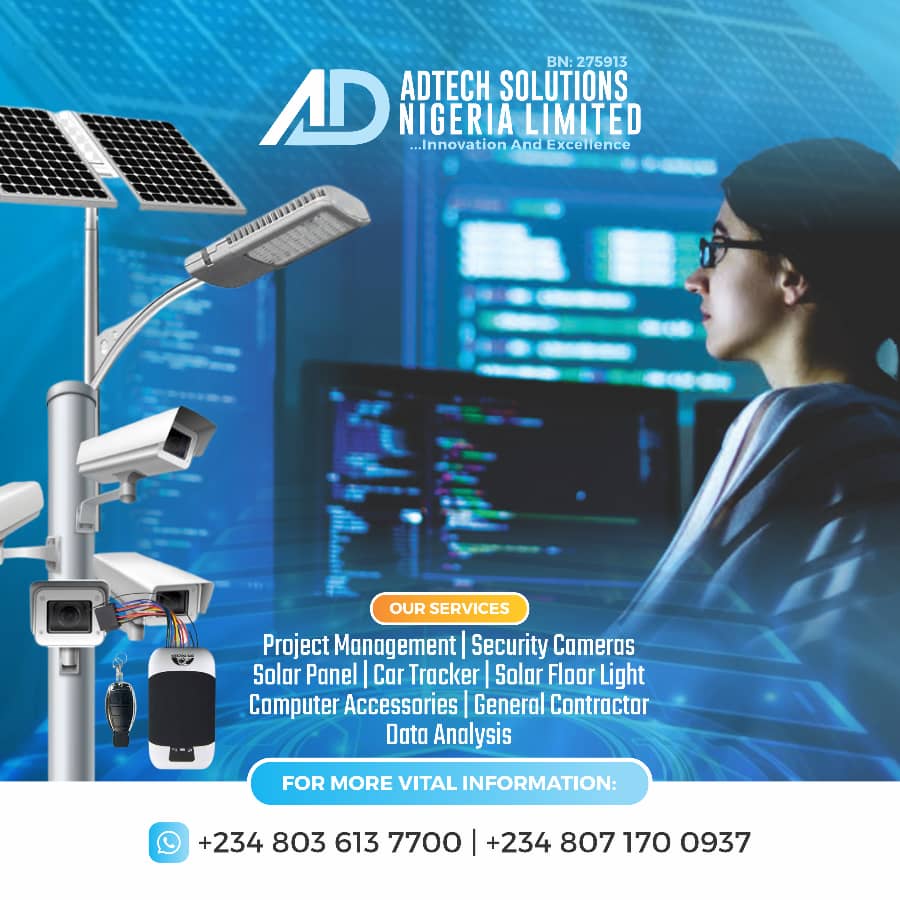 BN: 275913
AD
ADTECH SOLUTIONS
NIGERIA LIMITED
...Innovation And Excellence
OUR SERVICES
Project Management | Security Cameras
Solar Panel | Car Tracker | Solar Floor Light
Computer Accessories | General Contractor
Data Analysis
FOR MORE VITAL INFORMATION:
+234 803 613 7700 | +234 807 170 0937